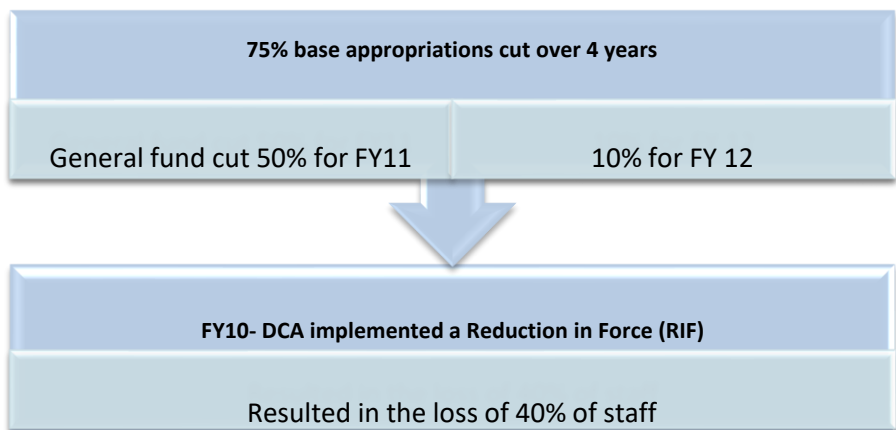 75% base appropriations cut over 4 years
General fund cut 50% for FY11
10% for FY 12
FY10- DCA implemented a Reduction in Force (RIF)
Resulted in the loss of 40% of staff